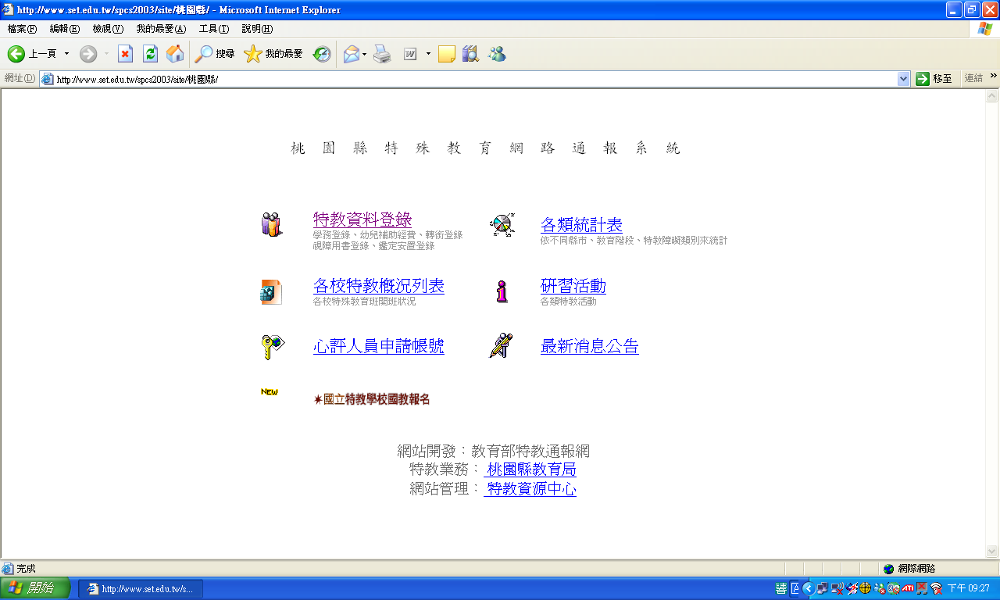 http://www.set.edu.tw/spcs2003/site/桃園縣/ - Microsoft Internet Explorer
檔案(F) 編輯(E) 檢視(V) 我的最愛(A) 工具(T) 說明(H)
上一頁 搜尋 我的最愛
網址(D) http://www.set.edu.tw/spcs2003/site/桃園縣/ 移至 連結 »
桃園縣特殊教育網路通報系統
特教資料登錄
學務登錄、幼兒補助經費、轉銜登錄
視障用書登錄、鑑定安置登錄
各類統計表
依不同縣市、教育階段、特教障礙類別來統計
各校特教概況列表
各校特殊教育班開班狀況
研習活動
各類特教活動
心評人員申請帳號
最新消息公告
NEW
✶國立特教學校國教報名
網站開發：教育部特教通報網
特教業務： 桃園縣教育局
網站管理： 特教資源中心
完成 網際網路
開始 http://www.set.edu.tw/s... 下午 09:27